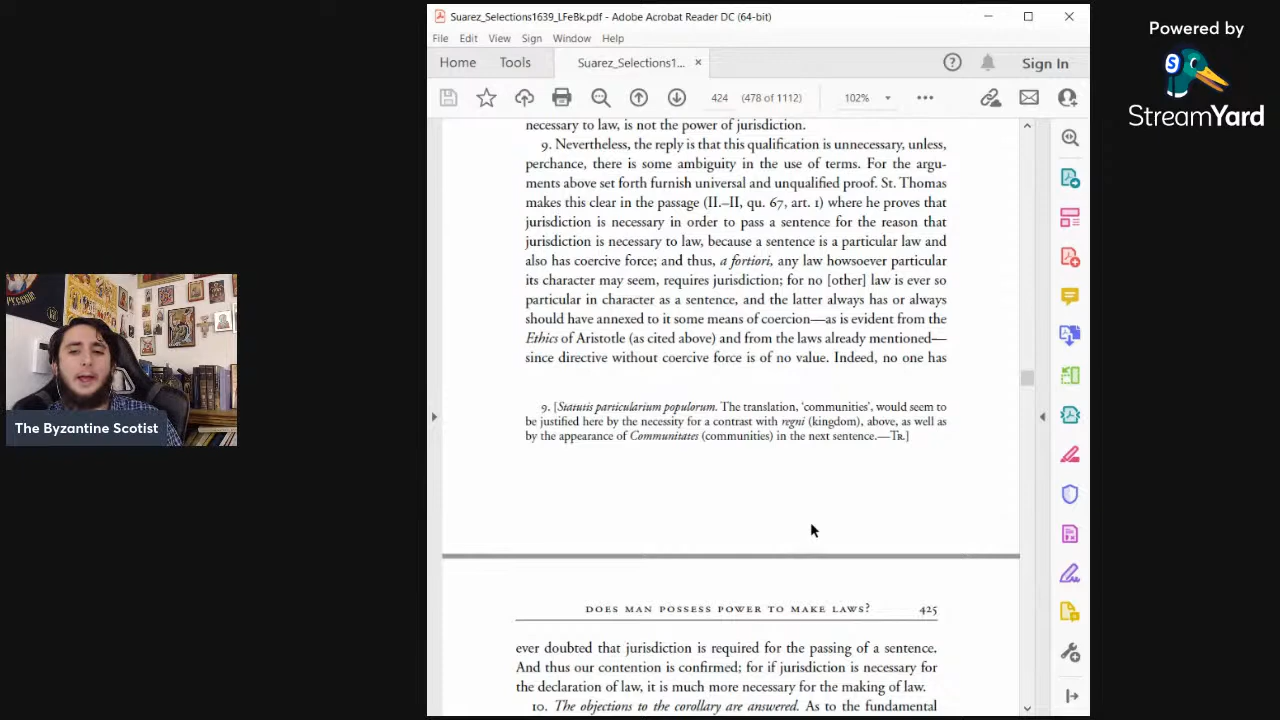 Suarez_Selections1639_LFeBk.pdf - Adobe Acrobat Reader DC (64-bit)
File Edit View Sign Window Help
Home Tools Suarez_Selections1... × Sign In
424 (478 of 1112) 102%
necessary to law, is not the power of jurisdiction.
9. Nevertheless, the reply is that this qualification is unnecessary, unless,
perchance, there is some ambiguity in the use of terms. For the argu-
ments above set forth furnish universal and unqualified proof. St. Thomas
makes this clear in the passage (II.–II, qu. 67, art. 1) where he proves that
jurisdiction is necessary in order to pass a sentence for the reason that
jurisdiction is necessary to law, because a sentence is a particular law and
also has coercive force; and thus, a fortiori, any law howsoever particular
its character may seem, requires jurisdiction; for no [other] law is ever so
particular in character as a sentence, and the latter always has or always
should have annexed to it some means of coercion—as is evident from the
Ethics of Aristotle (as cited above) and from the laws already mentioned—
since directive without coercive force is of no value. Indeed, no one has
9. [Statutis particularium populorum. The translation, ‘communities’, would seem to
be justified here by the necessity for a contrast with regni (kingdom), above, as well as
by the appearance of Communitates (communities) in the next sentence.—Tr.]
DOES MAN POSSESS POWER TO MAKE LAWS? 425
ever doubted that jurisdiction is required for the passing of a sentence.
And thus our contention is confirmed; for if jurisdiction is necessary for
the declaration of law, it is much more necessary for the making of law.
10. The objections to the corollary are answered. As to the fundamental
The Byzantine Scotist
Powered by
S
StreamYard